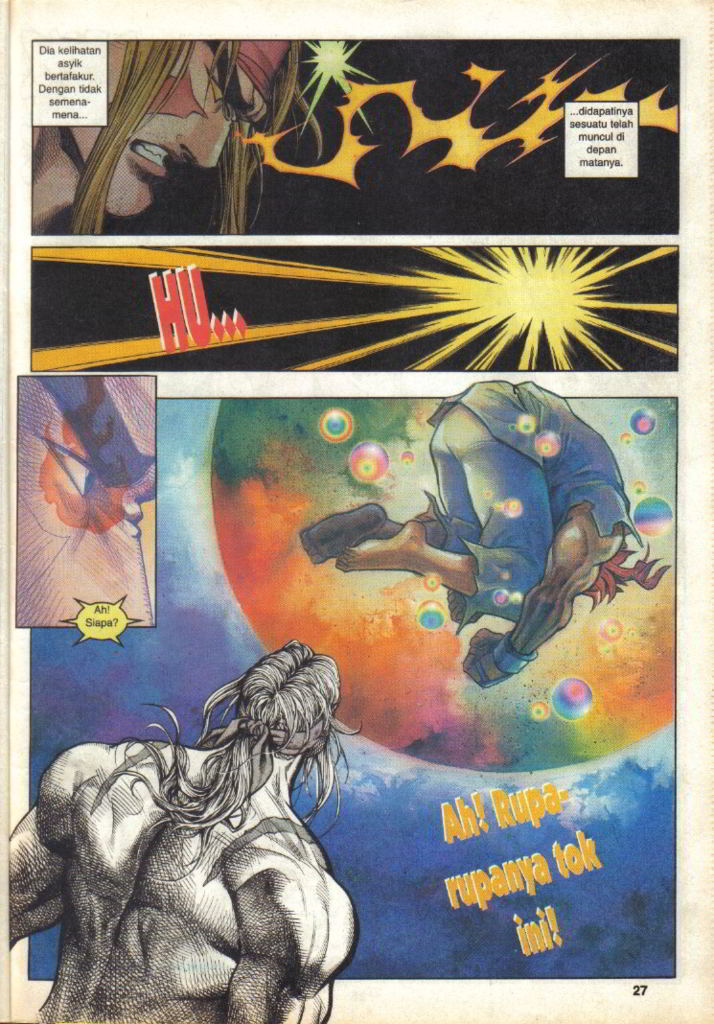 Dia kelihatan
asyik
bertafakur.
Dengan tidak
semena-
mena...
...didapatinya
sesuatu telah
muncul di
depan
matanya.
HU...
Ah!
Siapa?
Ah! Rupa-
rupanya tok
ini!
27